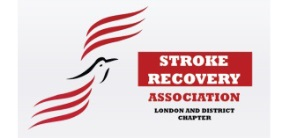 STROKE
RECOVERY
ASSOCIATION
LONDON AND DISTRICT
CHAPTER